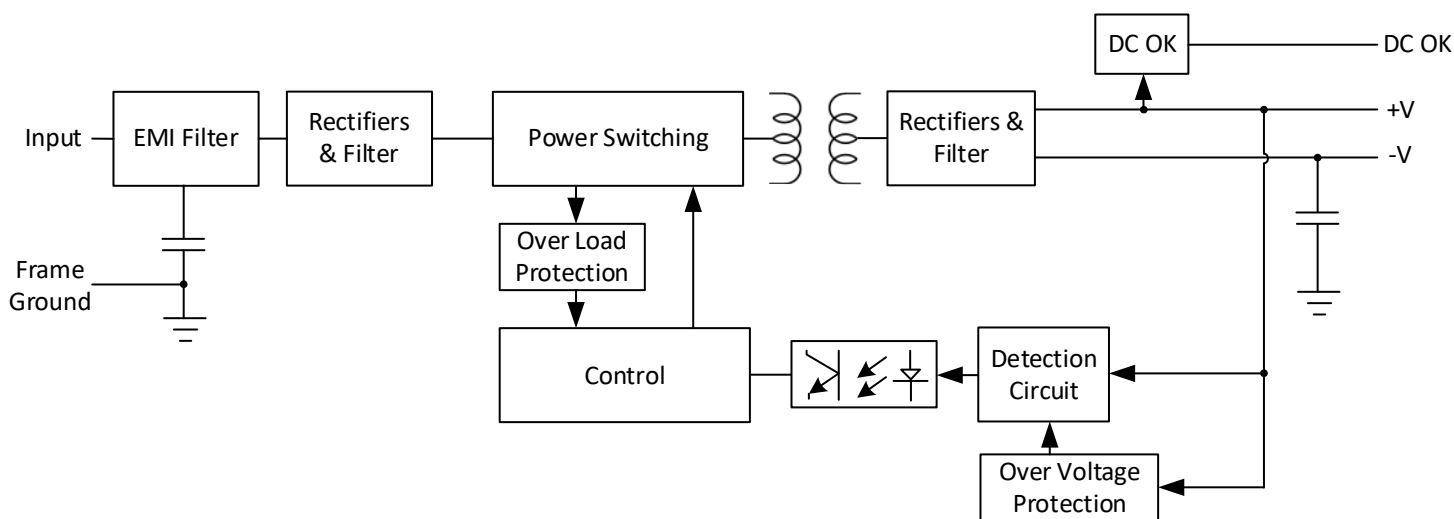 DC OK
DC OK
Input
EMI Filter
Rectifiers
& Filter
Power Switching
Rectifiers &
Filter
+V
-V
Over Load
Protection
Frame
Ground
Control
Detection
Circuit
Over Voltage
Protection